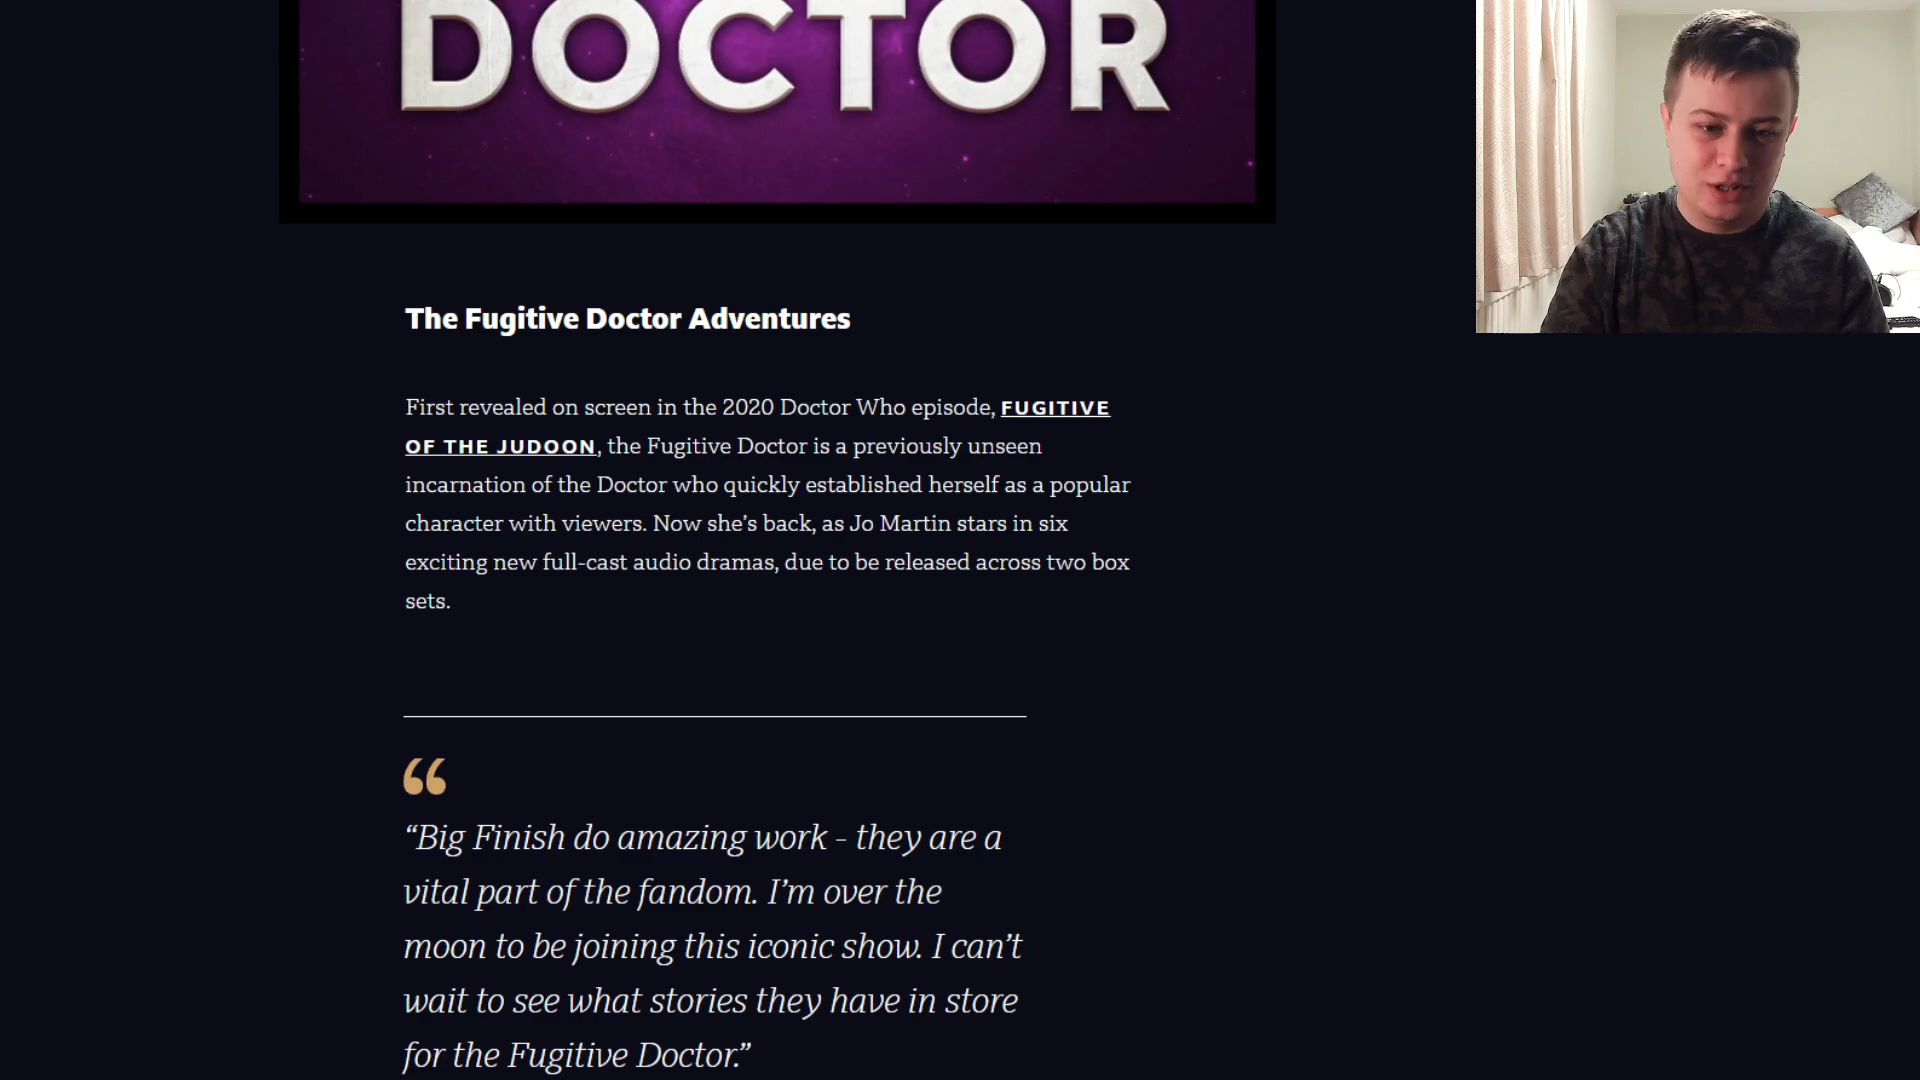 DOCTOR
The Fugitive Doctor Adventures
First revealed on screen in the 2020 Doctor Who episode, FUGITIVE
OF THE JUDOON, the Fugitive Doctor is a previously unseen
incarnation of the Doctor who quickly established herself as a popular
character with viewers. Now she’s back, as Jo Martin stars in six
exciting new full-cast audio dramas, due to be released across two box
sets.
“
“Big Finish do amazing work - they are a
vital part of the fandom. I’m over the
moon to be joining this iconic show. I can’t
wait to see what stories they have in store
for the Fugitive Doctor.”